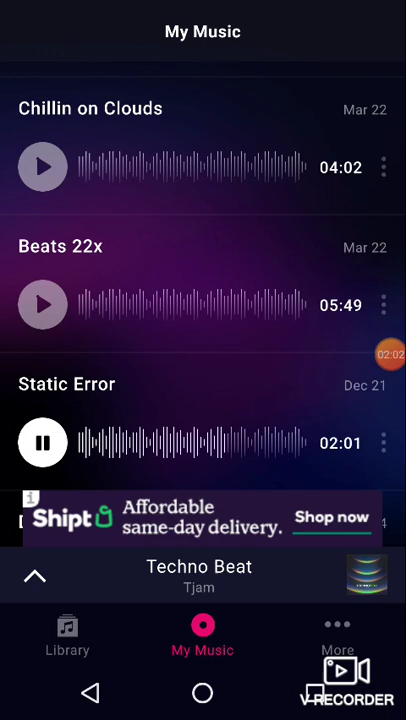 My Music
Chillin on Clouds
Mar 22
04:02
Beats 22x
Mar 22
05:49
02:02
Static Error
Dec 21
02:01
i
Shipt
Affordable
same-day delivery.
Shop now
Techno Beat
Tjam
Library
My Music
More
V RECORDER